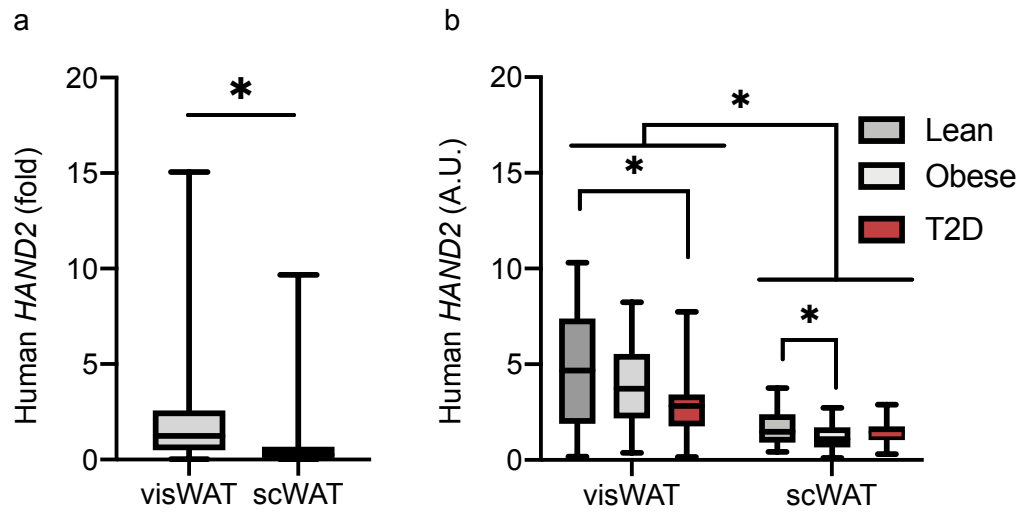 a
Human HAND2 (fold)
20
15
10
5
0
*
visWAT scWAT
b
Human HAND2 (A.U.)
20
15
10
5
0
*
*
*
visWAT scWAT
Lean
Obese
T2D